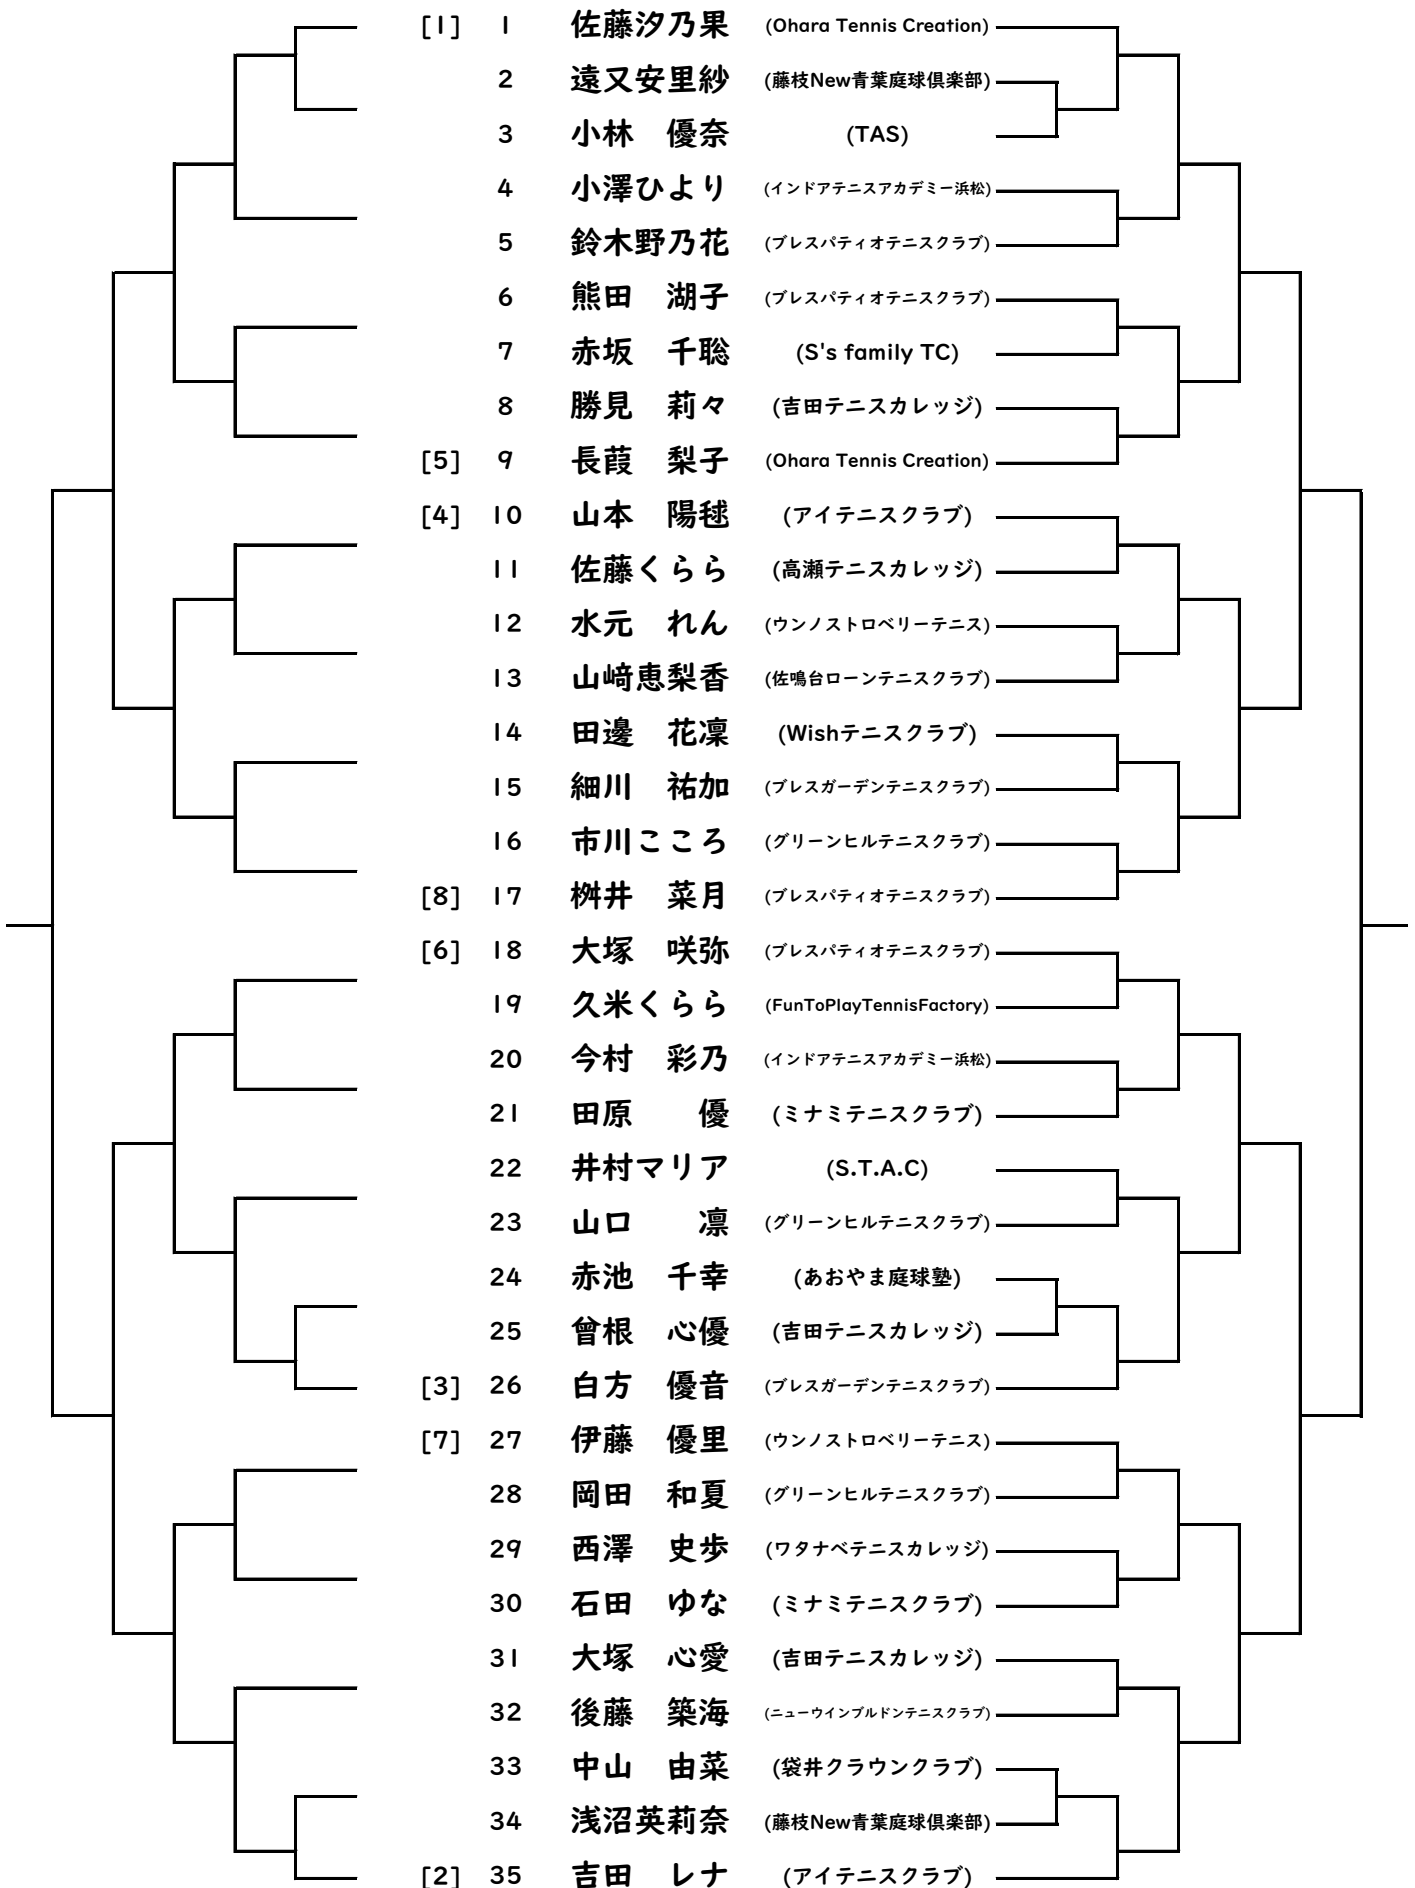 [1] 1 佐藤汐乃果 (Ohara Tennis Creation)
2 遠又安里紗 (藤枝New青葉庭球倶楽部)
3 小林　優奈 (TAS)
4 小澤ひより (インドアテニスアカデミー浜松)
5 鈴木野乃花 (ブレスパティオテニスクラブ)
6 熊田　湖子 (ブレスパティオテニスクラブ)
7 赤坂　千聡 (S's family TC)
8 勝見　莉々 (吉田テニスカレッジ)
[5] 9 長葭　梨子 (Ohara Tennis Creation)
[4] 10 山本　陽毬 (アイテニスクラブ)
11 佐藤くらら (高瀬テニスカレッジ)
12 水元　れん (ウンノストロベリーテニス)
13 山﨑恵梨香 (佐鳴台ローンテニスクラブ)
14 田邊　花凜 (Wishテニスクラブ)
15 細川　祐加 (ブレスガーデンテニスクラブ)
16 市川こころ (グリーンヒルテニスクラブ)
[8] 17 桝井　菜月 (ブレスパティオテニスクラブ)
[6] 18 大塚　咲弥 (ブレスパティオテニスクラブ)
19 久米くらら (FunToPlayTennisFactory)
20 今村　彩乃 (インドアテニスアカデミー浜松)
21 田原　　優 (ミナミテニスクラブ)
22 井村マリア (S.T.A.C)
23 山口　　凛 (グリーンヒルテニスクラブ)
24 赤池　千幸 (あおやま庭球塾)
25 曾根　心優 (吉田テニスカレッジ)
[3] 26 白方　優音 (ブレスガーデンテニスクラブ)
[7] 27 伊藤　優里 (ウンノストロベリーテニス)
28 岡田　和夏 (グリーンヒルテニスクラブ)
29 西澤　史歩 (ワタナベテニスカレッジ)
30 石田　ゆな (ミナミテニスクラブ)
31 大塚　心愛 (吉田テニスカレッジ)
32 後藤　築海 (ニューウインブルドンテニスクラブ)
33 中山　由菜 (袋井クラウンクラブ)
34 浅沼英莉奈 (藤枝New青葉庭球倶楽部)
[2] 35 吉田　レナ (アイテニスクラブ)